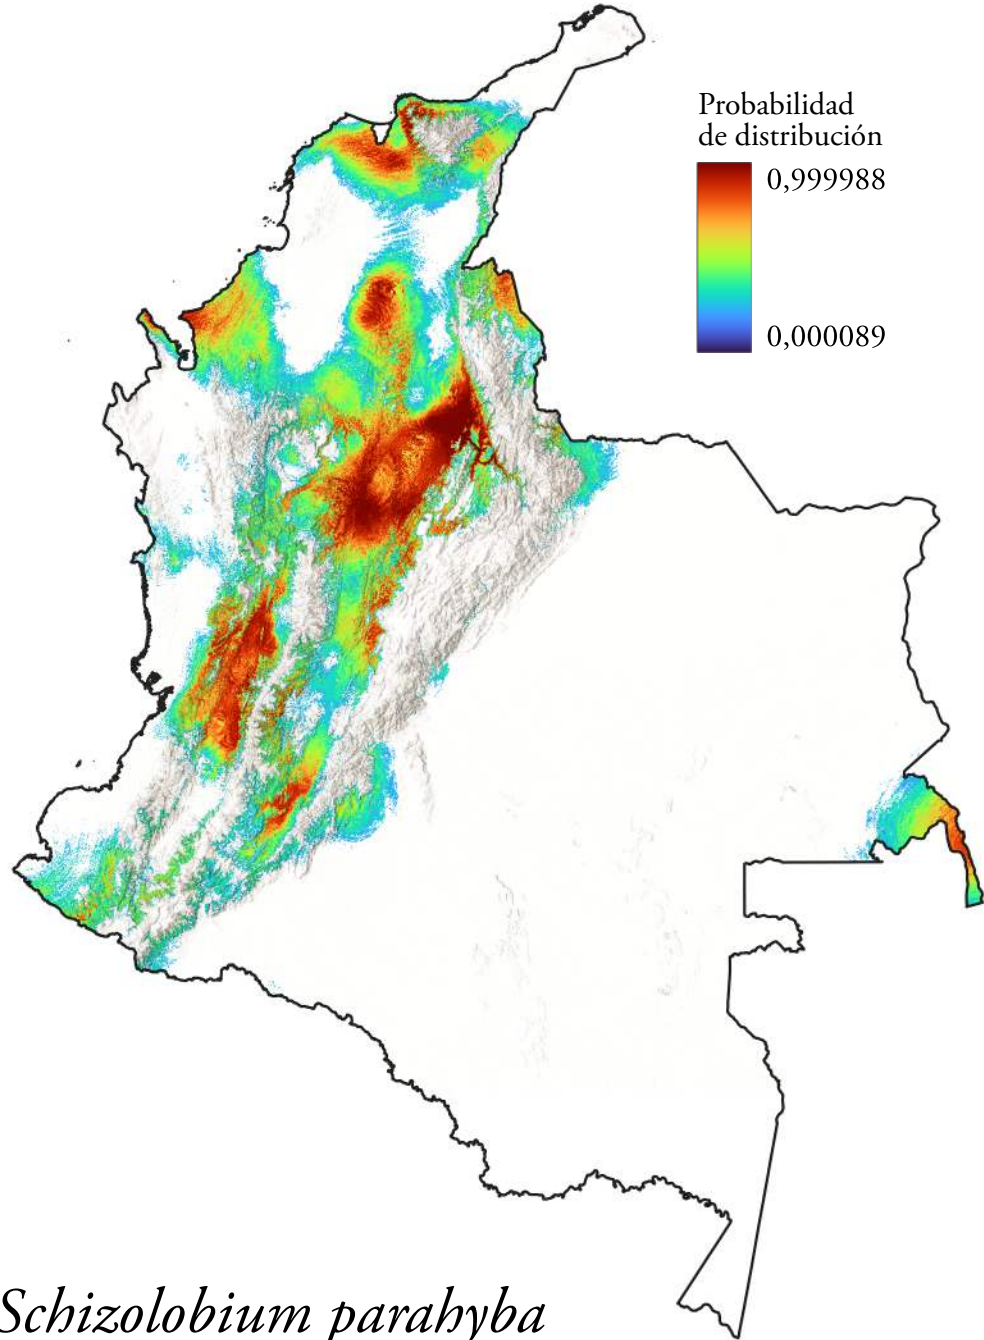 Probabilidad
de distribución
0,999988
0,000089
Schizolobium parahyba